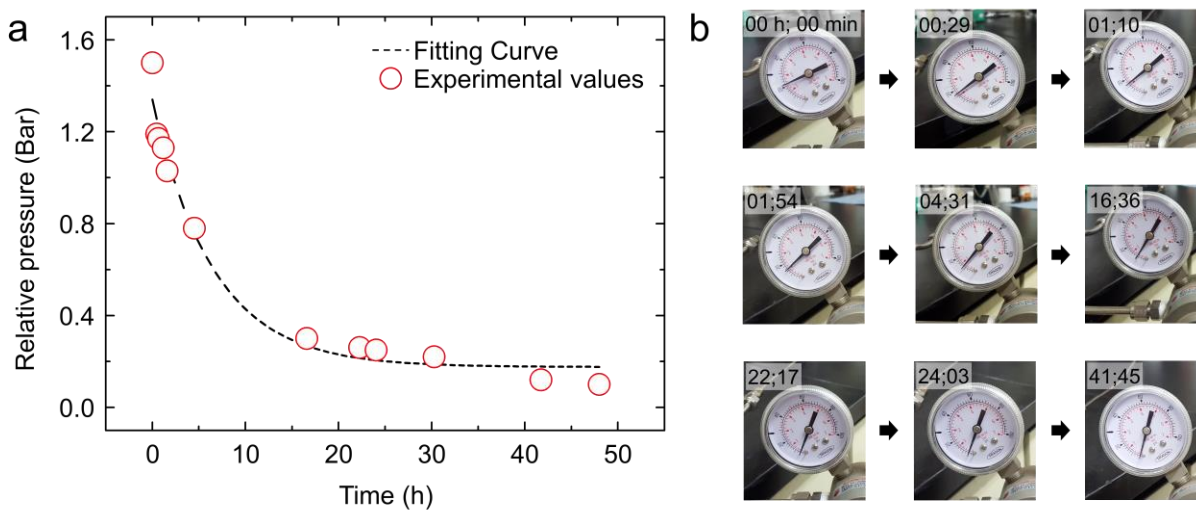 a
Relative pressure (Bar)
1.6
1.2
0.8
0.4
0.0
Fitting Curve
Experimental values
0
10
20
30
40
50
Time (h)
b
00 h; 00 min
00;29
01;10
01;54
04;31
16;36
22;17
24;03
41;45